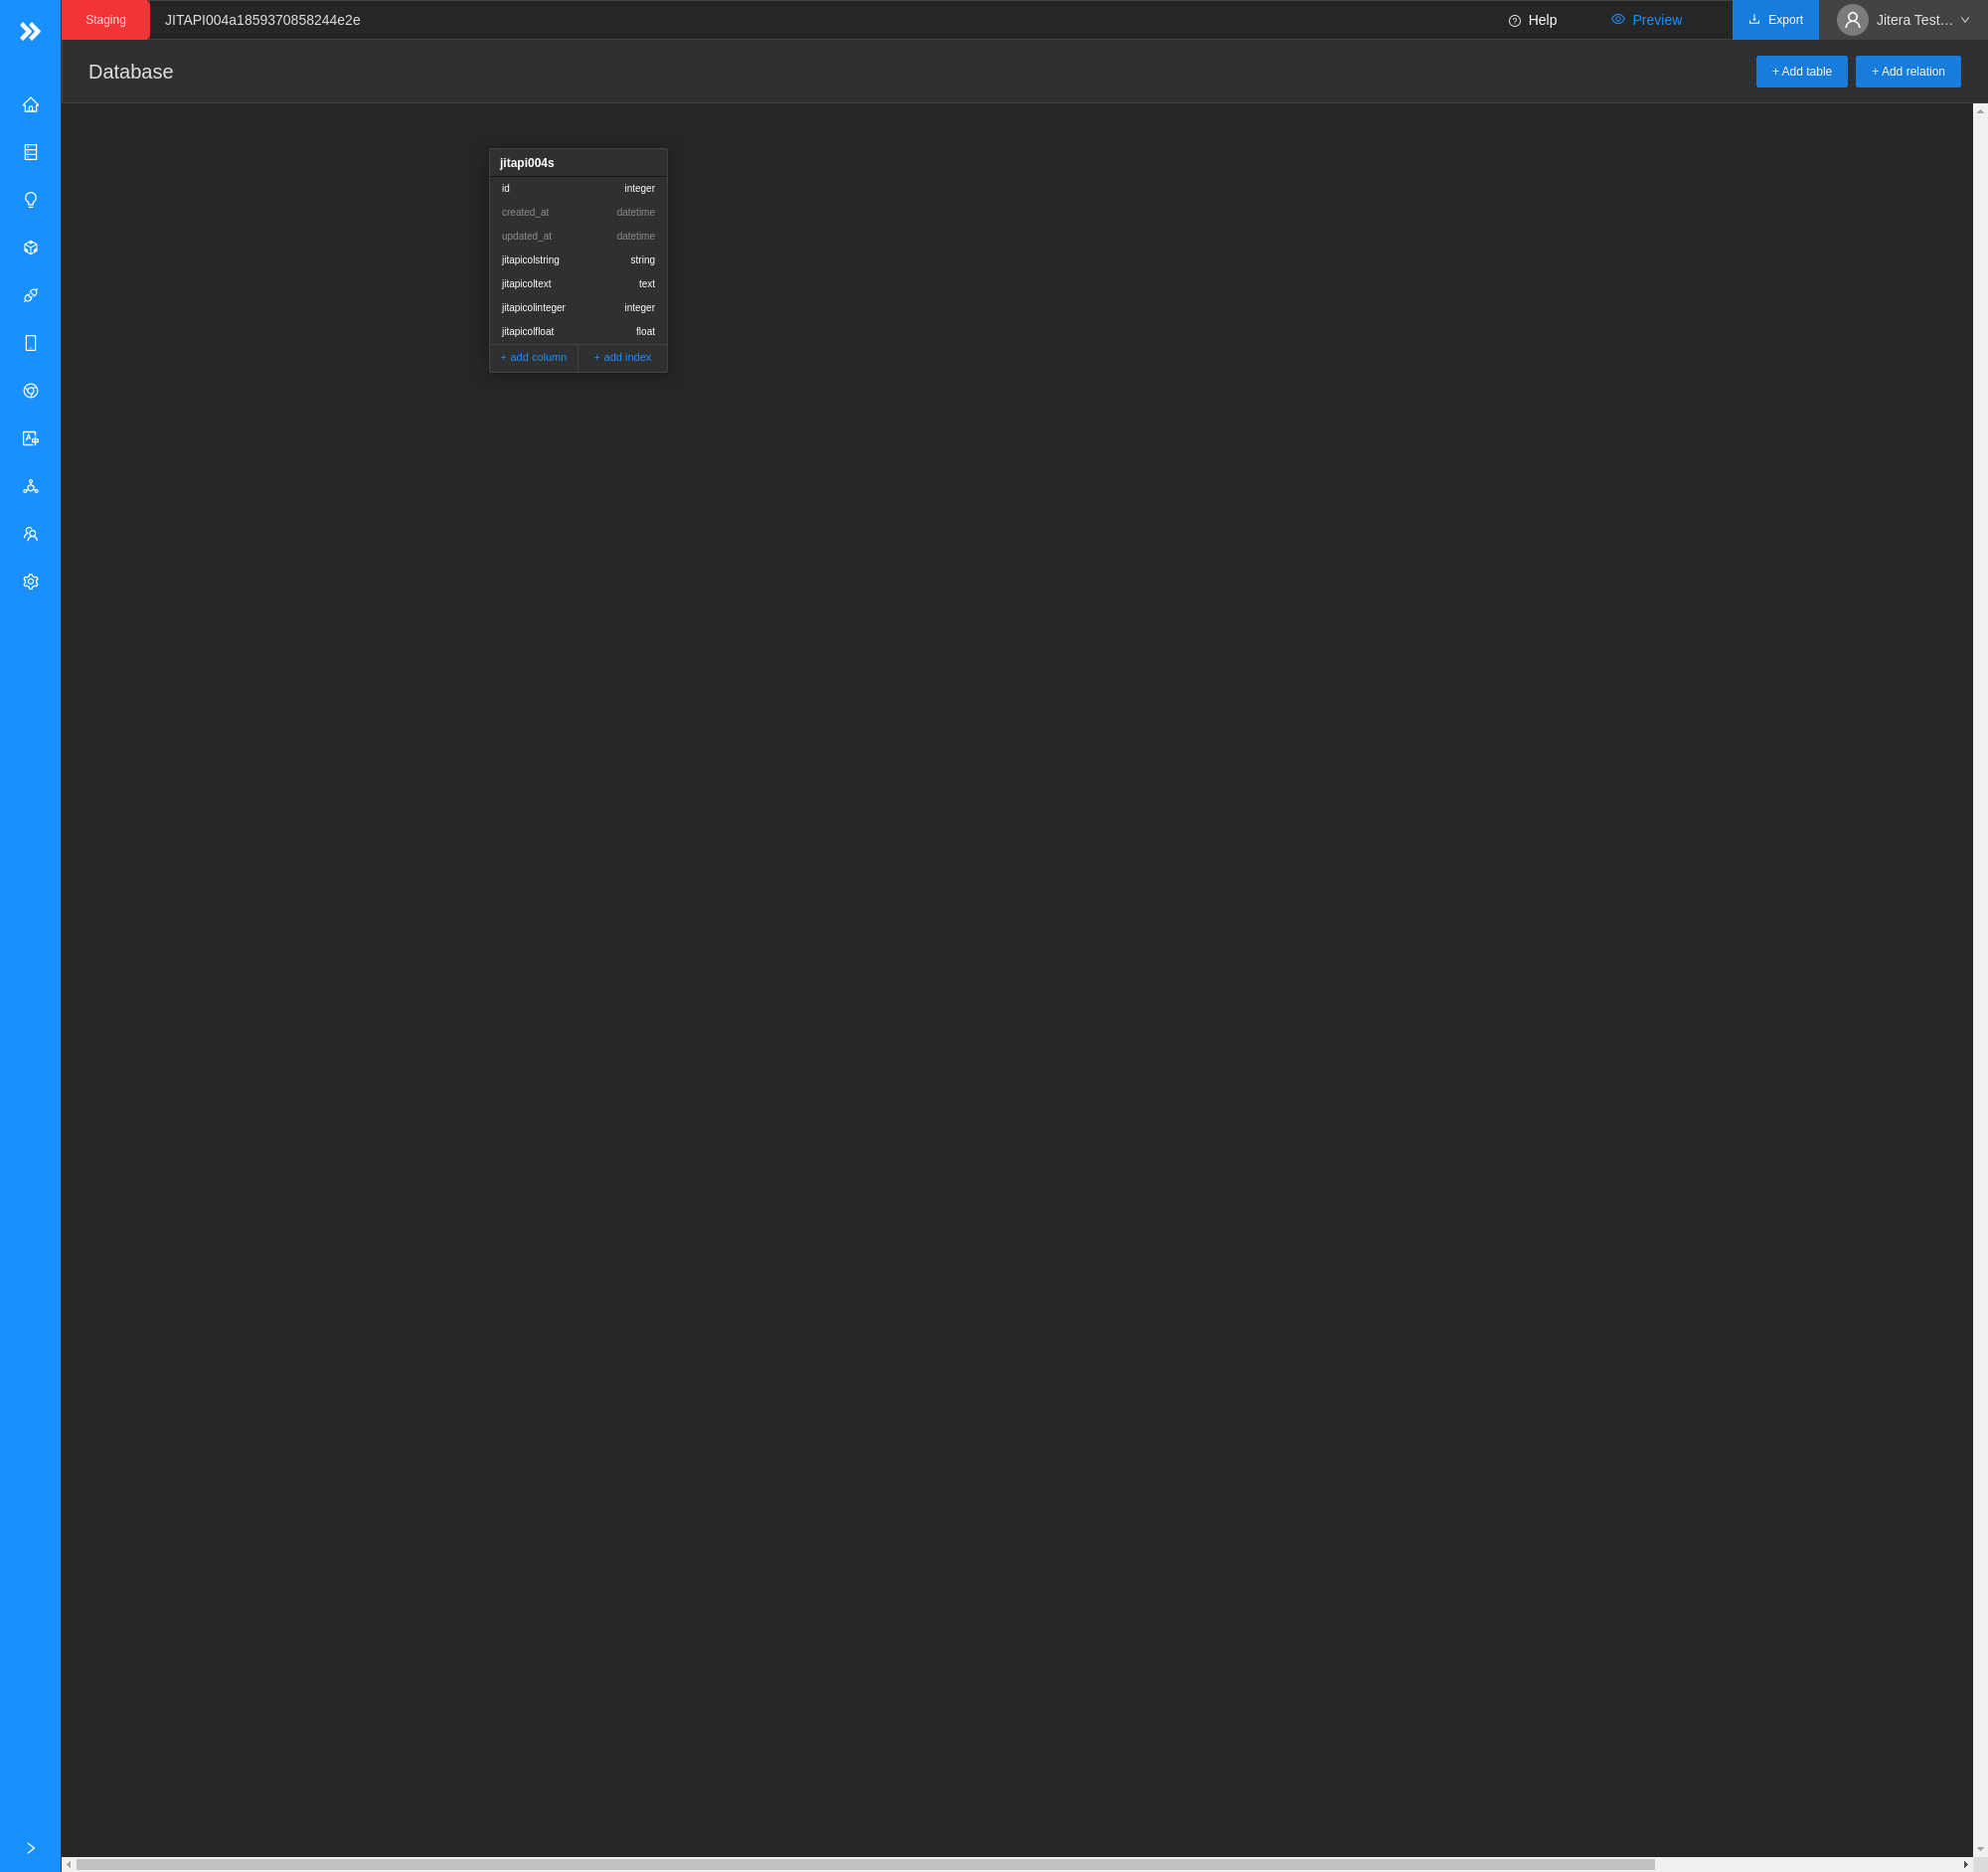 Staging JITAPI004a1859370858244e2e Help Preview Export Jitera Test...
Database + Add table + Add relation
jitapi004s
id integer
created_at datetime
updated_at datetime
jitapicolstring string
jitapicoltext text
jitapicolinteger integer
jitapicolfloat float
+ add column + add index